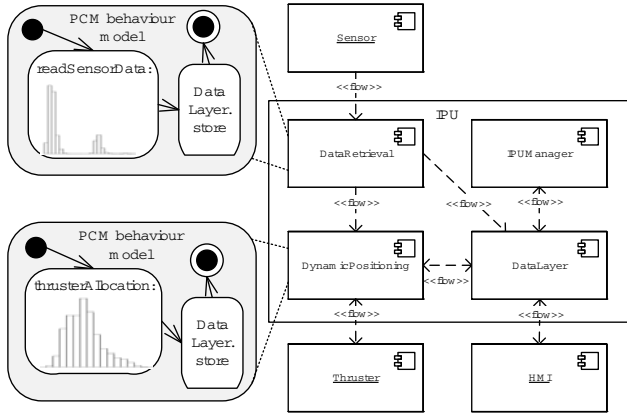 PCM behaviour
model
readSensorData:
Data
Layer.
store
Sensor
<<flow>>
IPU
DataRetrieval
IPUManager
<<flow>>
<<flow>>
<<flow>>
PCM behaviour
model
thrusterAllocation:
Data
Layer.
store
DynamicPositioning
<<flow>>
DataLayer
<<flow>>
<<flow>>
Thruster
HMI